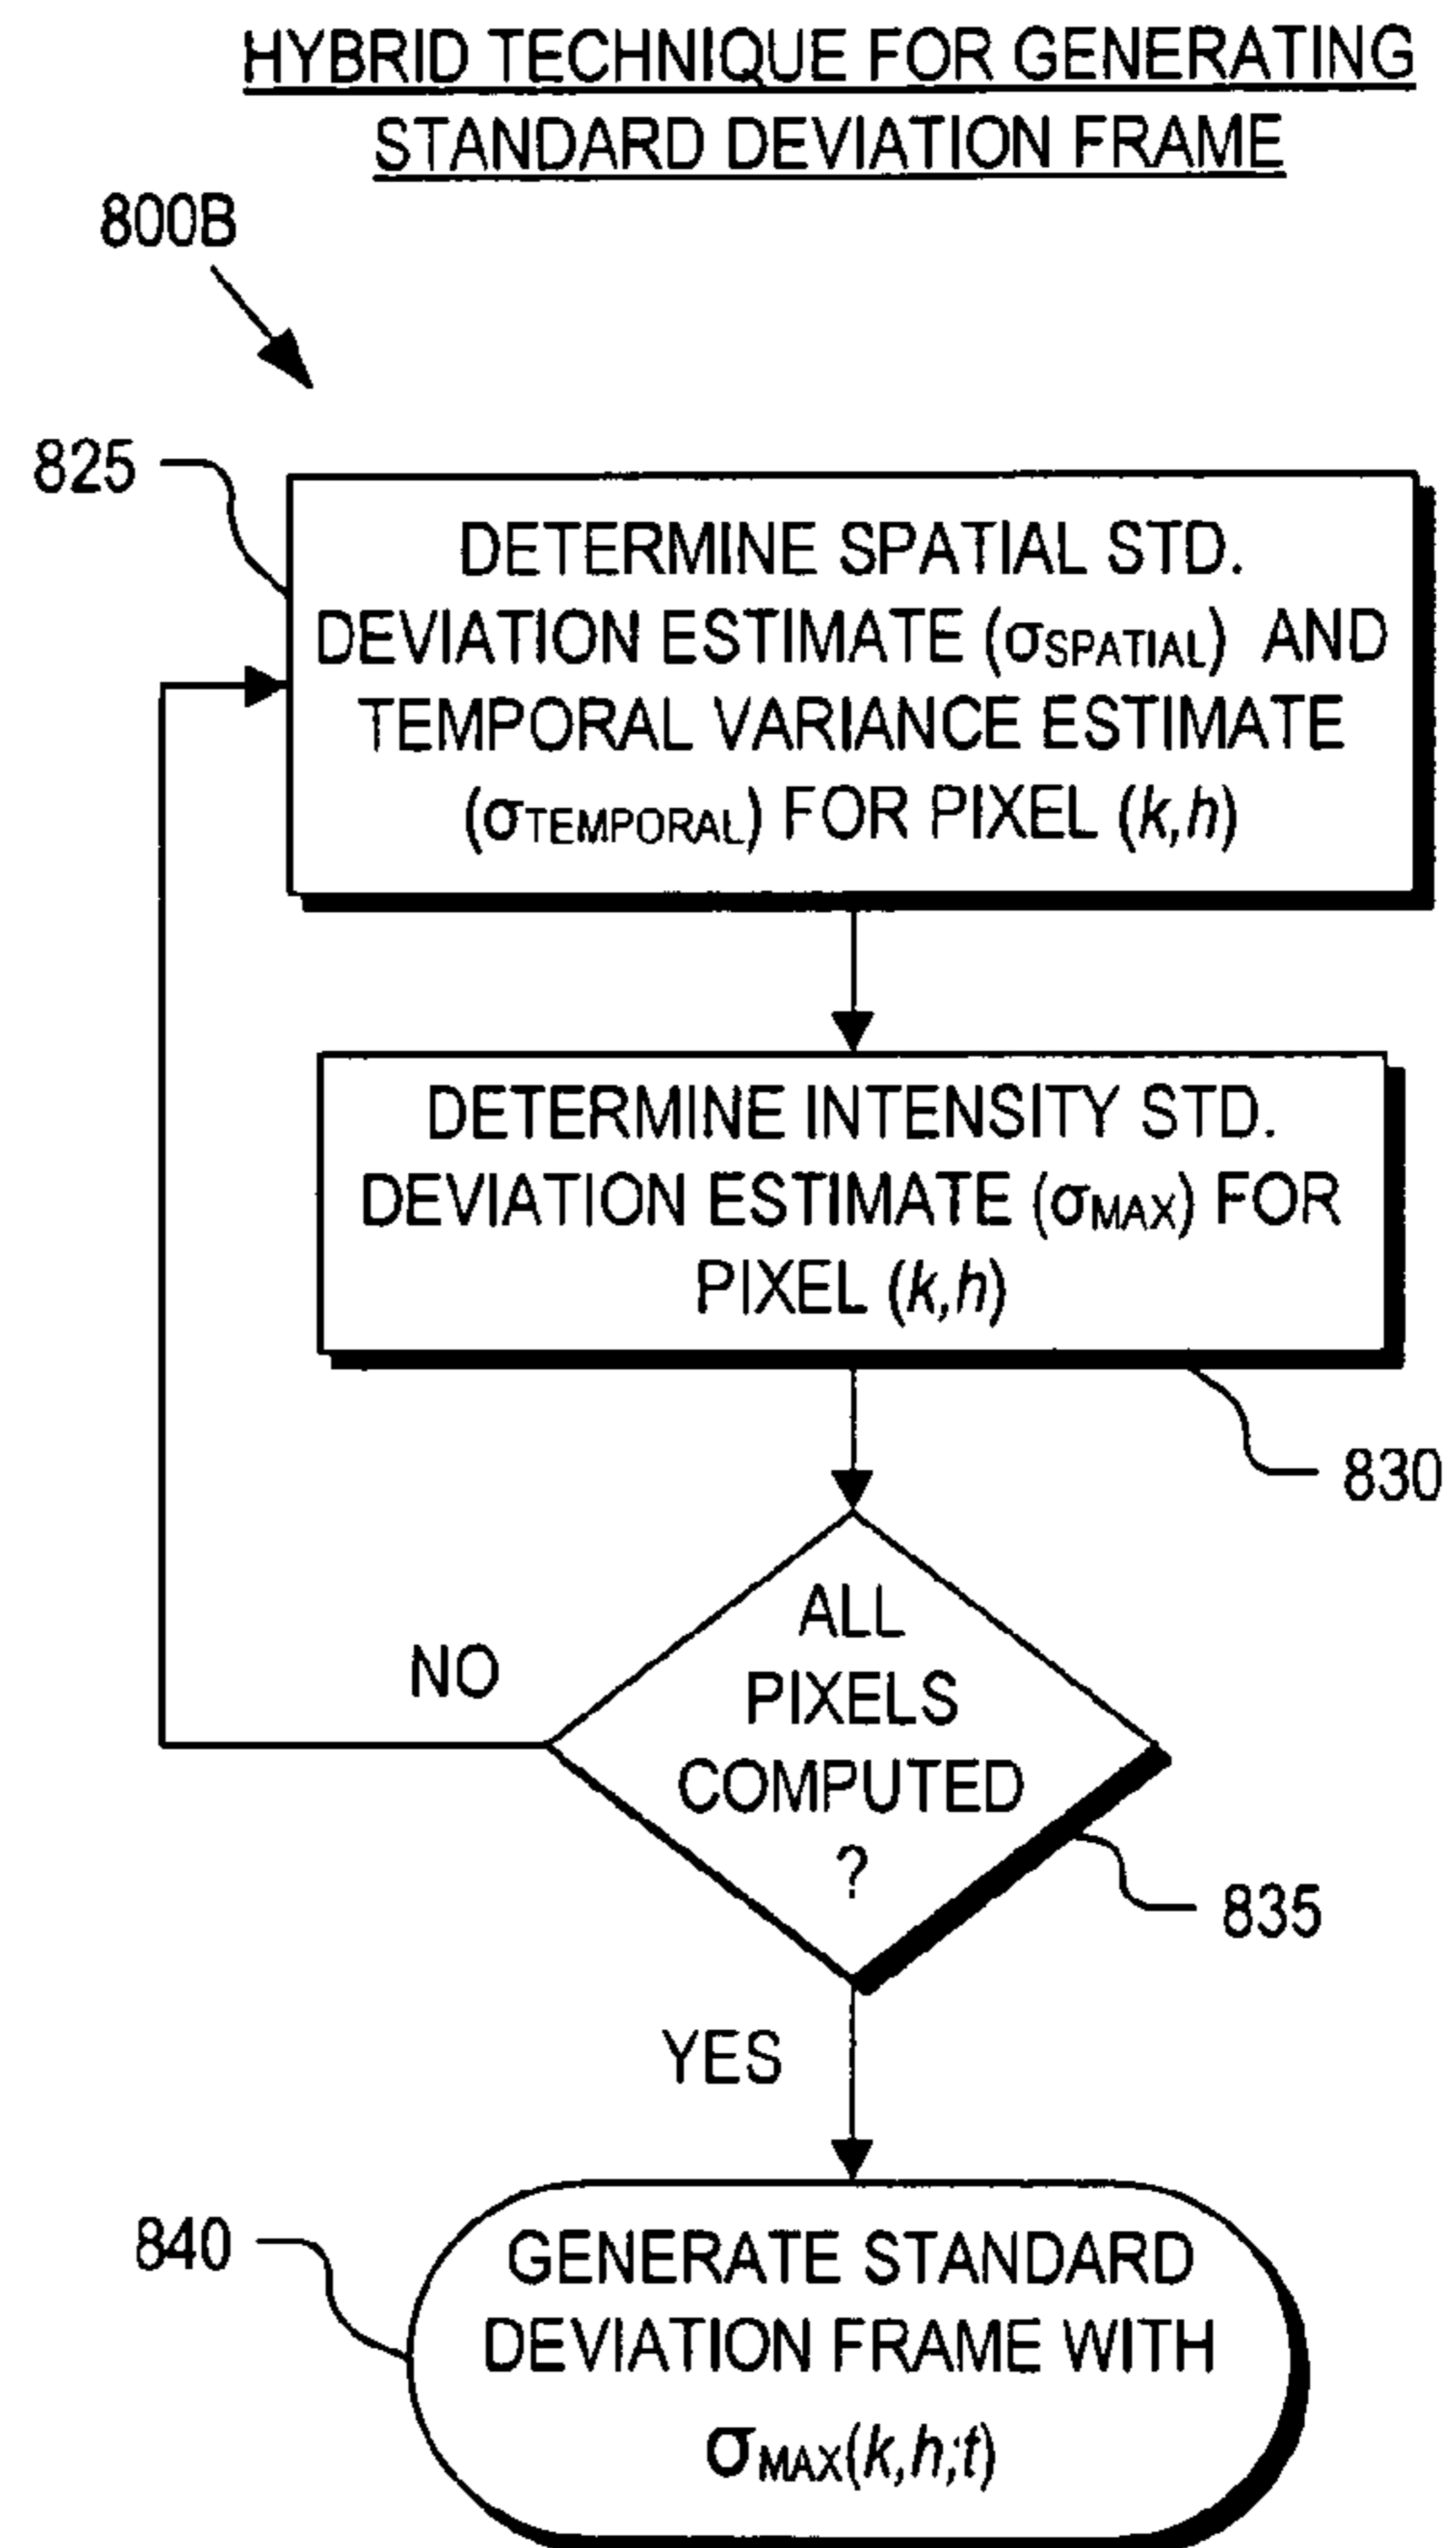 HYBRID TECHNIQUE FOR GENERATING
STANDARD DEVIATION FRAME
800B
825
DETERMINE SPATIAL STD.
DEVIATION ESTIMATE (σSPATIAL) AND
TEMPORAL VARIANCE ESTIMATE
(σTEMPORAL) FOR PIXEL (k,h)
DETERMINE INTENSITY STD.
DEVIATION ESTIMATE (σMAX) FOR
PIXEL (k,h)
830
ALL
PIXELS
COMPUTED
?
NO
835
YES
840
GENERATE STANDARD
DEVIATION FRAME WITH
σMAX(k,h;t)